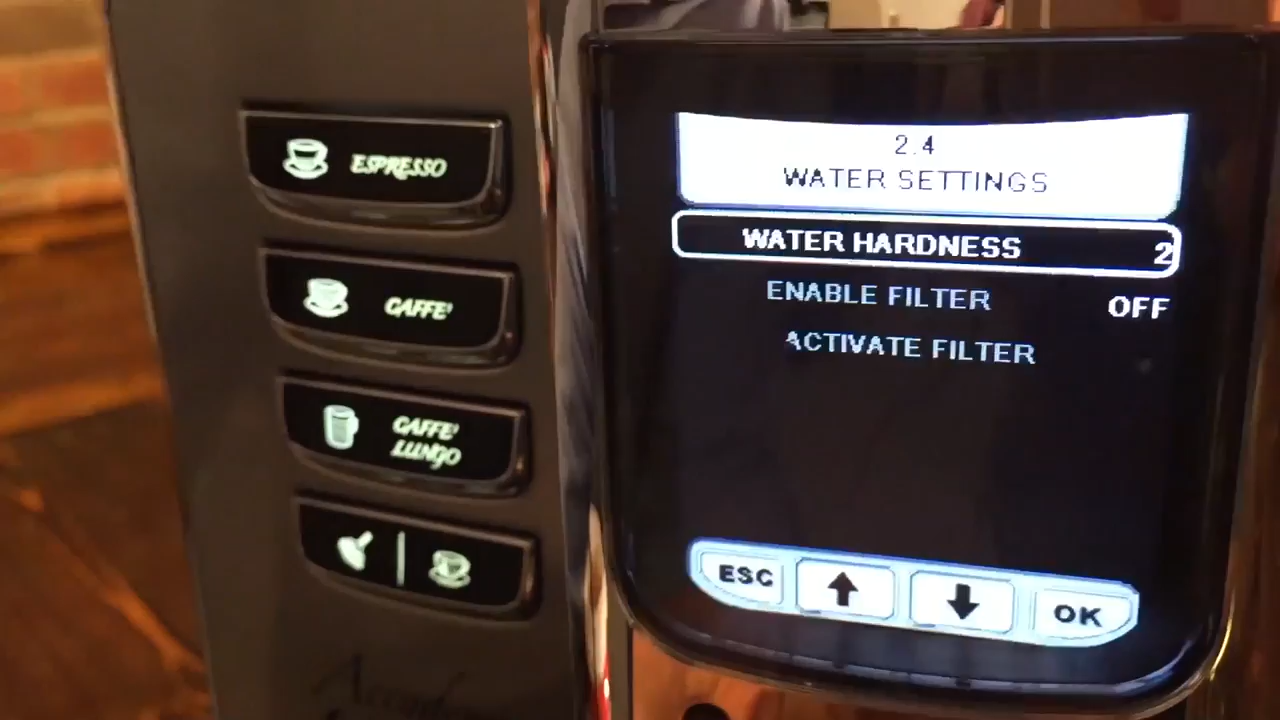 ESPRESSO
CAFFE'
CAFFE'
LUNGO
2.4
WATER SETTINGS
WATER HARDNESS 2
ENABLE FILTER OFF
ACTIVATE FILTER
ESC
OK